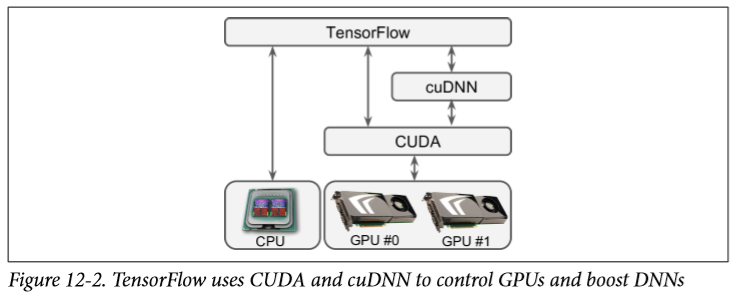 TensorFlow
cuDNN
CUDA
CPU
GPU #0
GPU #1
Figure 12-2. TensorFlow uses CUDA and cuDNN to control GPUs and boost DNNs